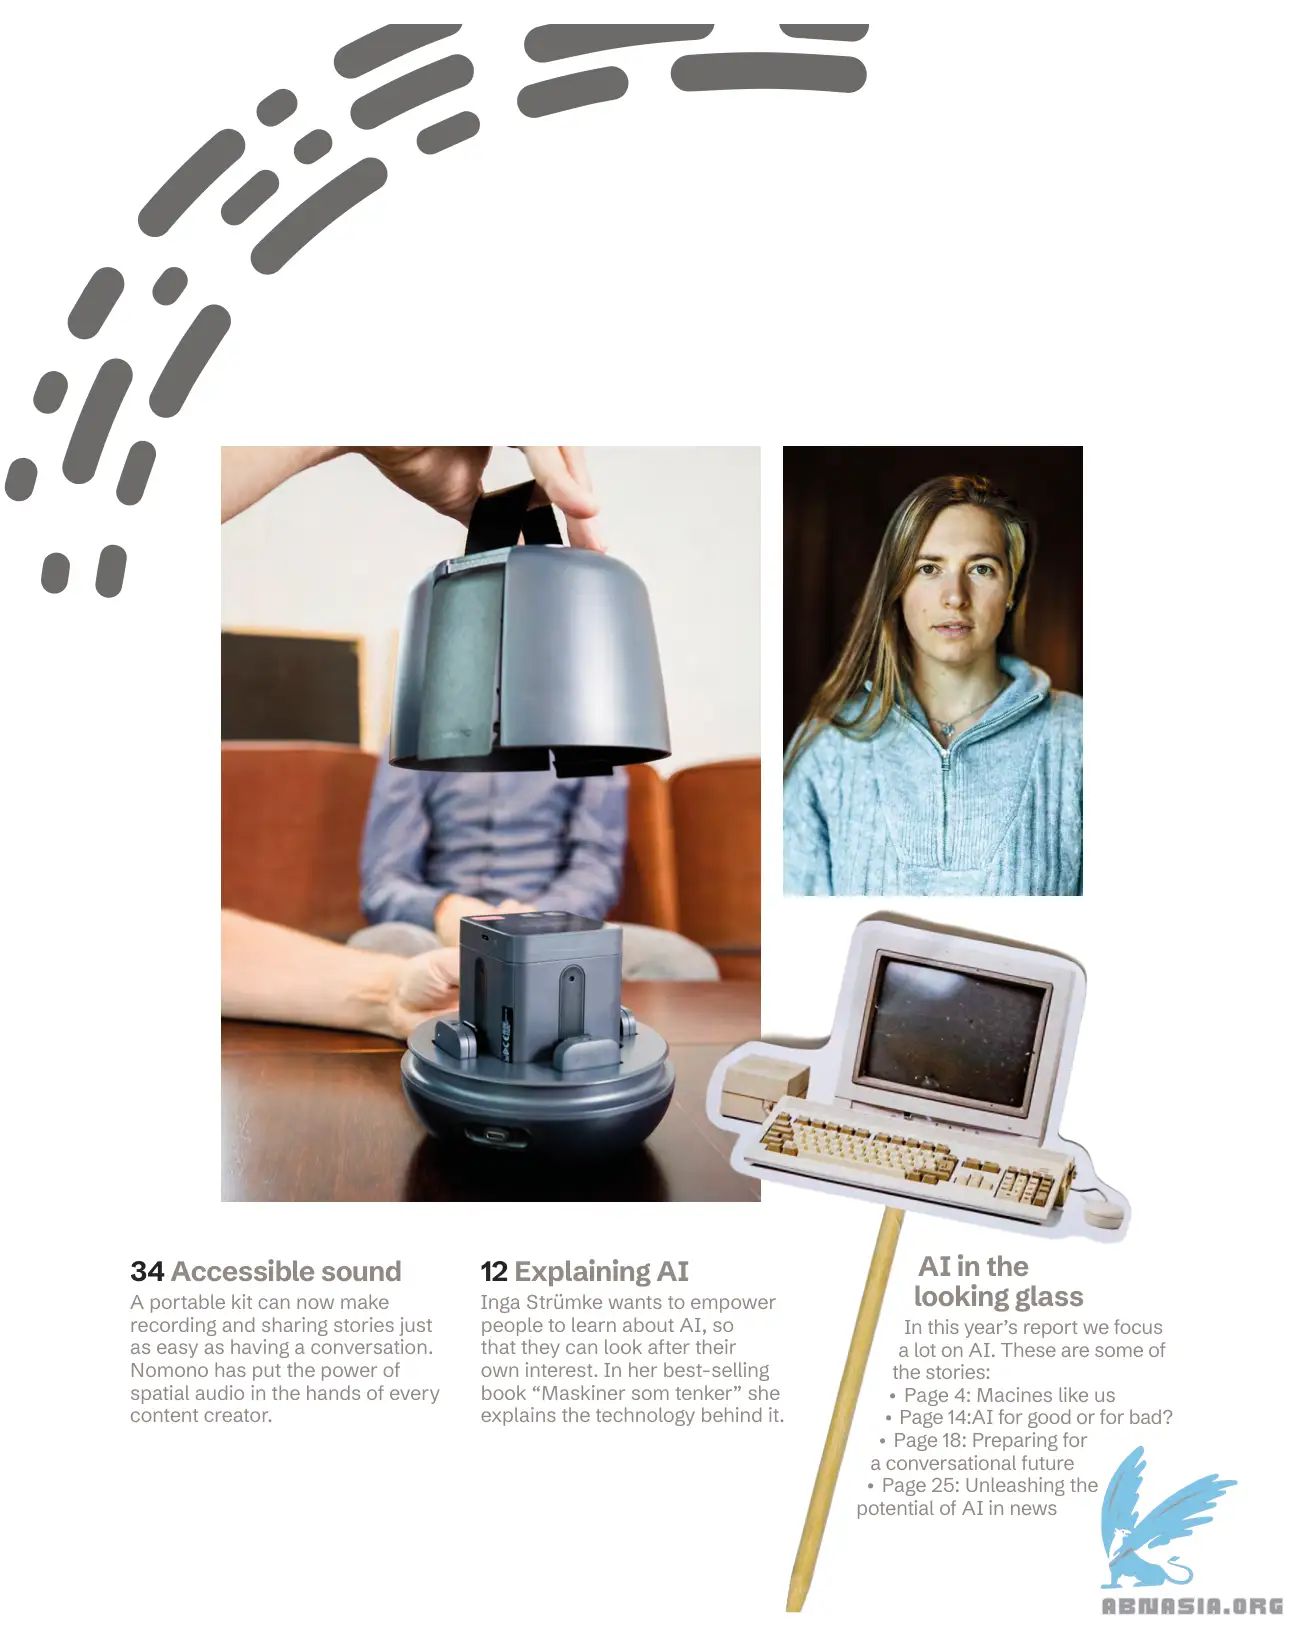 34 Accessible sound
A portable kit can now make
recording and sharing stories just
as easy as having a conversation.
Nomono has put the power of
spatial audio in the hands of every
content creator.
12 Explaining AI
Inga Strümke wants to empower
people to learn about AI, so
that they can look after their
own interest. In her best-selling
book “Maskiner som tenker” she
explains the technology behind it.
AI in the
looking glass
In this year’s report we focus
a lot on AI. These are some of
the stories:
• Page 4: Macines like us
• Page 14:AI for good or for bad?
• Page 18: Preparing for
a conversational future
• Page 25: Unleashing the
potential of AI in news
ABNASIA.ORG